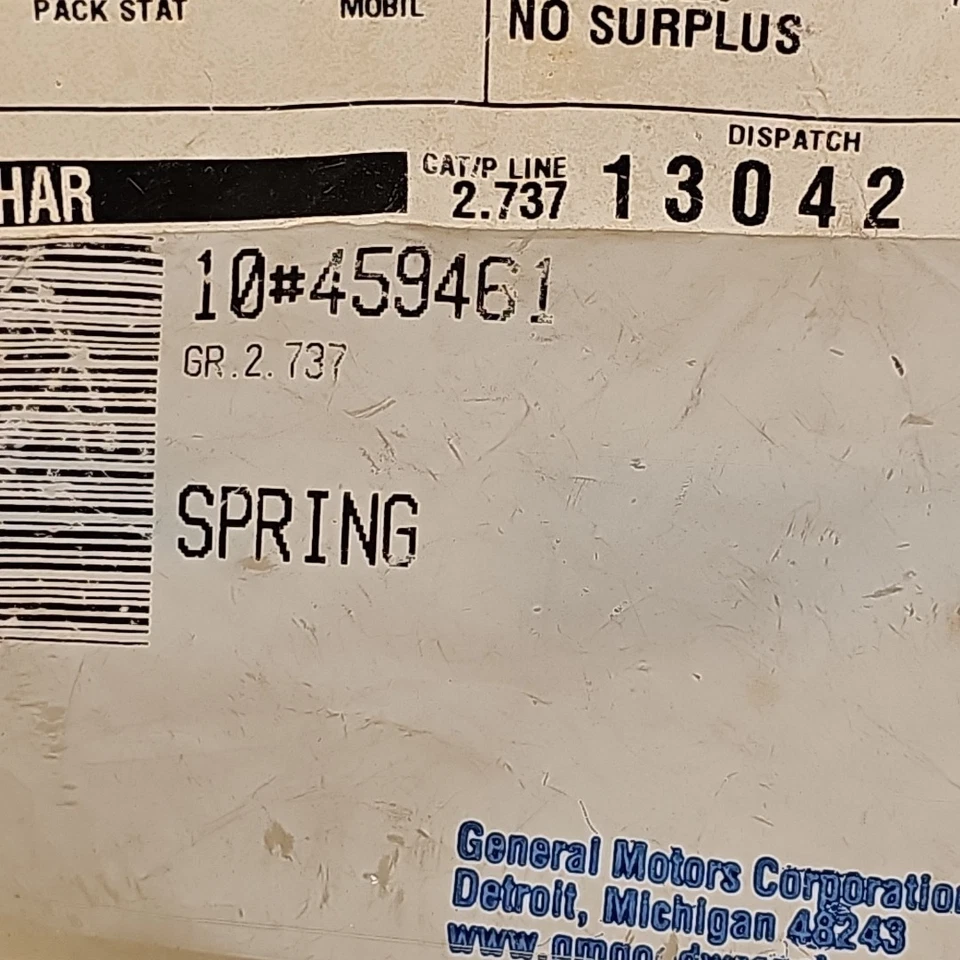 PACK STAT MOBIL
NO SURPLUS
DISPATCH
HAR CAT/P LINE
2.737 13042
10#459461
GR.2.737
SPRING
General Motors Corporation
Detroit, Michigan 48243